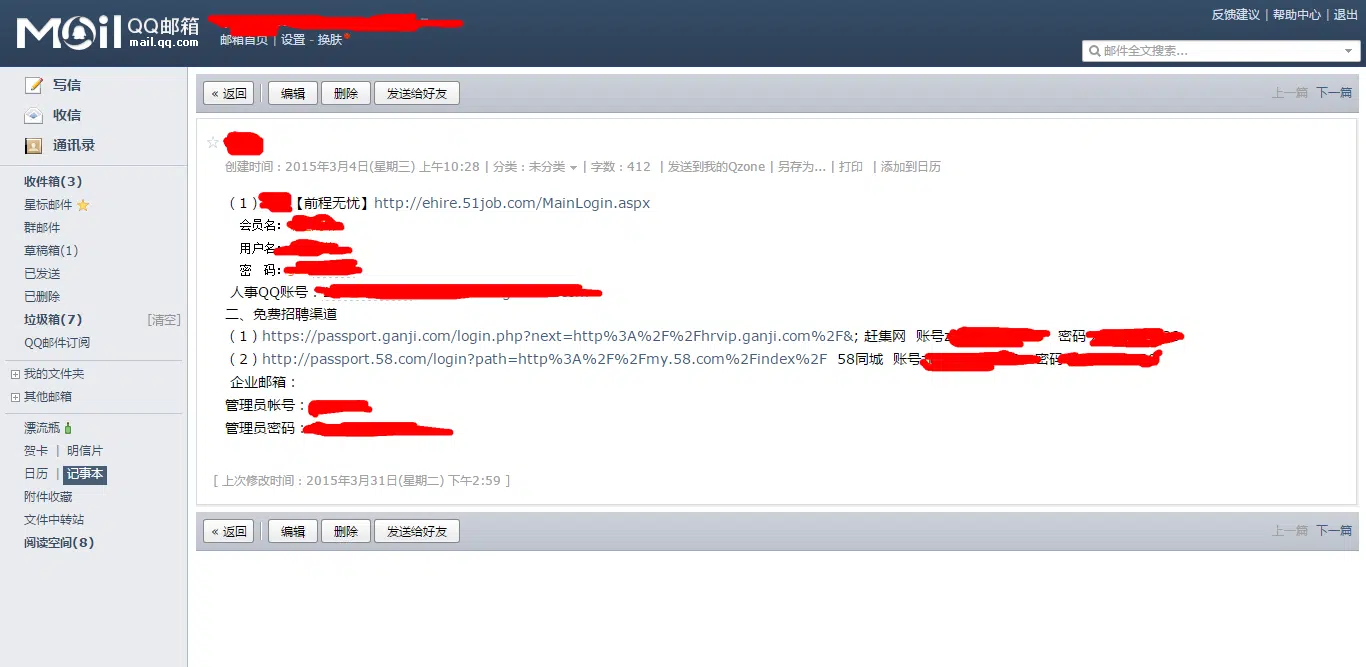 Mail QQ邮箱
mail.qq.com
邮箱首页 | 设置 - 换肤
反馈建议 | 帮助中心 | 退出
邮件全文搜索...
写信
收信
通讯录
收件箱(3)
星标邮件
群邮件
草稿箱(1)
已发送
已删除
垃圾箱(7) [清空]
QQ邮件订阅
我的文件夹
其他邮箱
漂流瓶
贺卡 | 明信片
日历 | 记事本
附件收藏
文件中转站
阅读空间(8)
« 返回 编辑 删除 发送给好友 上一篇 下一篇
创建时间：2015年3月4日(星期三) 上午10:28 | 分类：未分类 | 字数：412 | 发送到我的Qzone | 另存为... | 打印 | 添加到日历
（1） 【前程无忧】http://ehire.51job.com/MainLogin.aspx
会员名：
用户名：
密 码：
人事QQ账号：
二、免费招聘渠道
（1）https://passport.ganji.com/login.php?next=http%3A%2F%2Fhrvip.ganji.com%2F&; 赶集网 账号 密码
（2）http://passport.58.com/login?path=http%3A%2F%2Fmy.58.com%2Findex%2F 58同城 账号 密码
企业邮箱：
管理员帐号：
管理员密码：
[ 上次修改时间：2015年3月31日(星期二) 下午2:59 ]
« 返回 编辑 删除 发送给好友 上一篇 下一篇